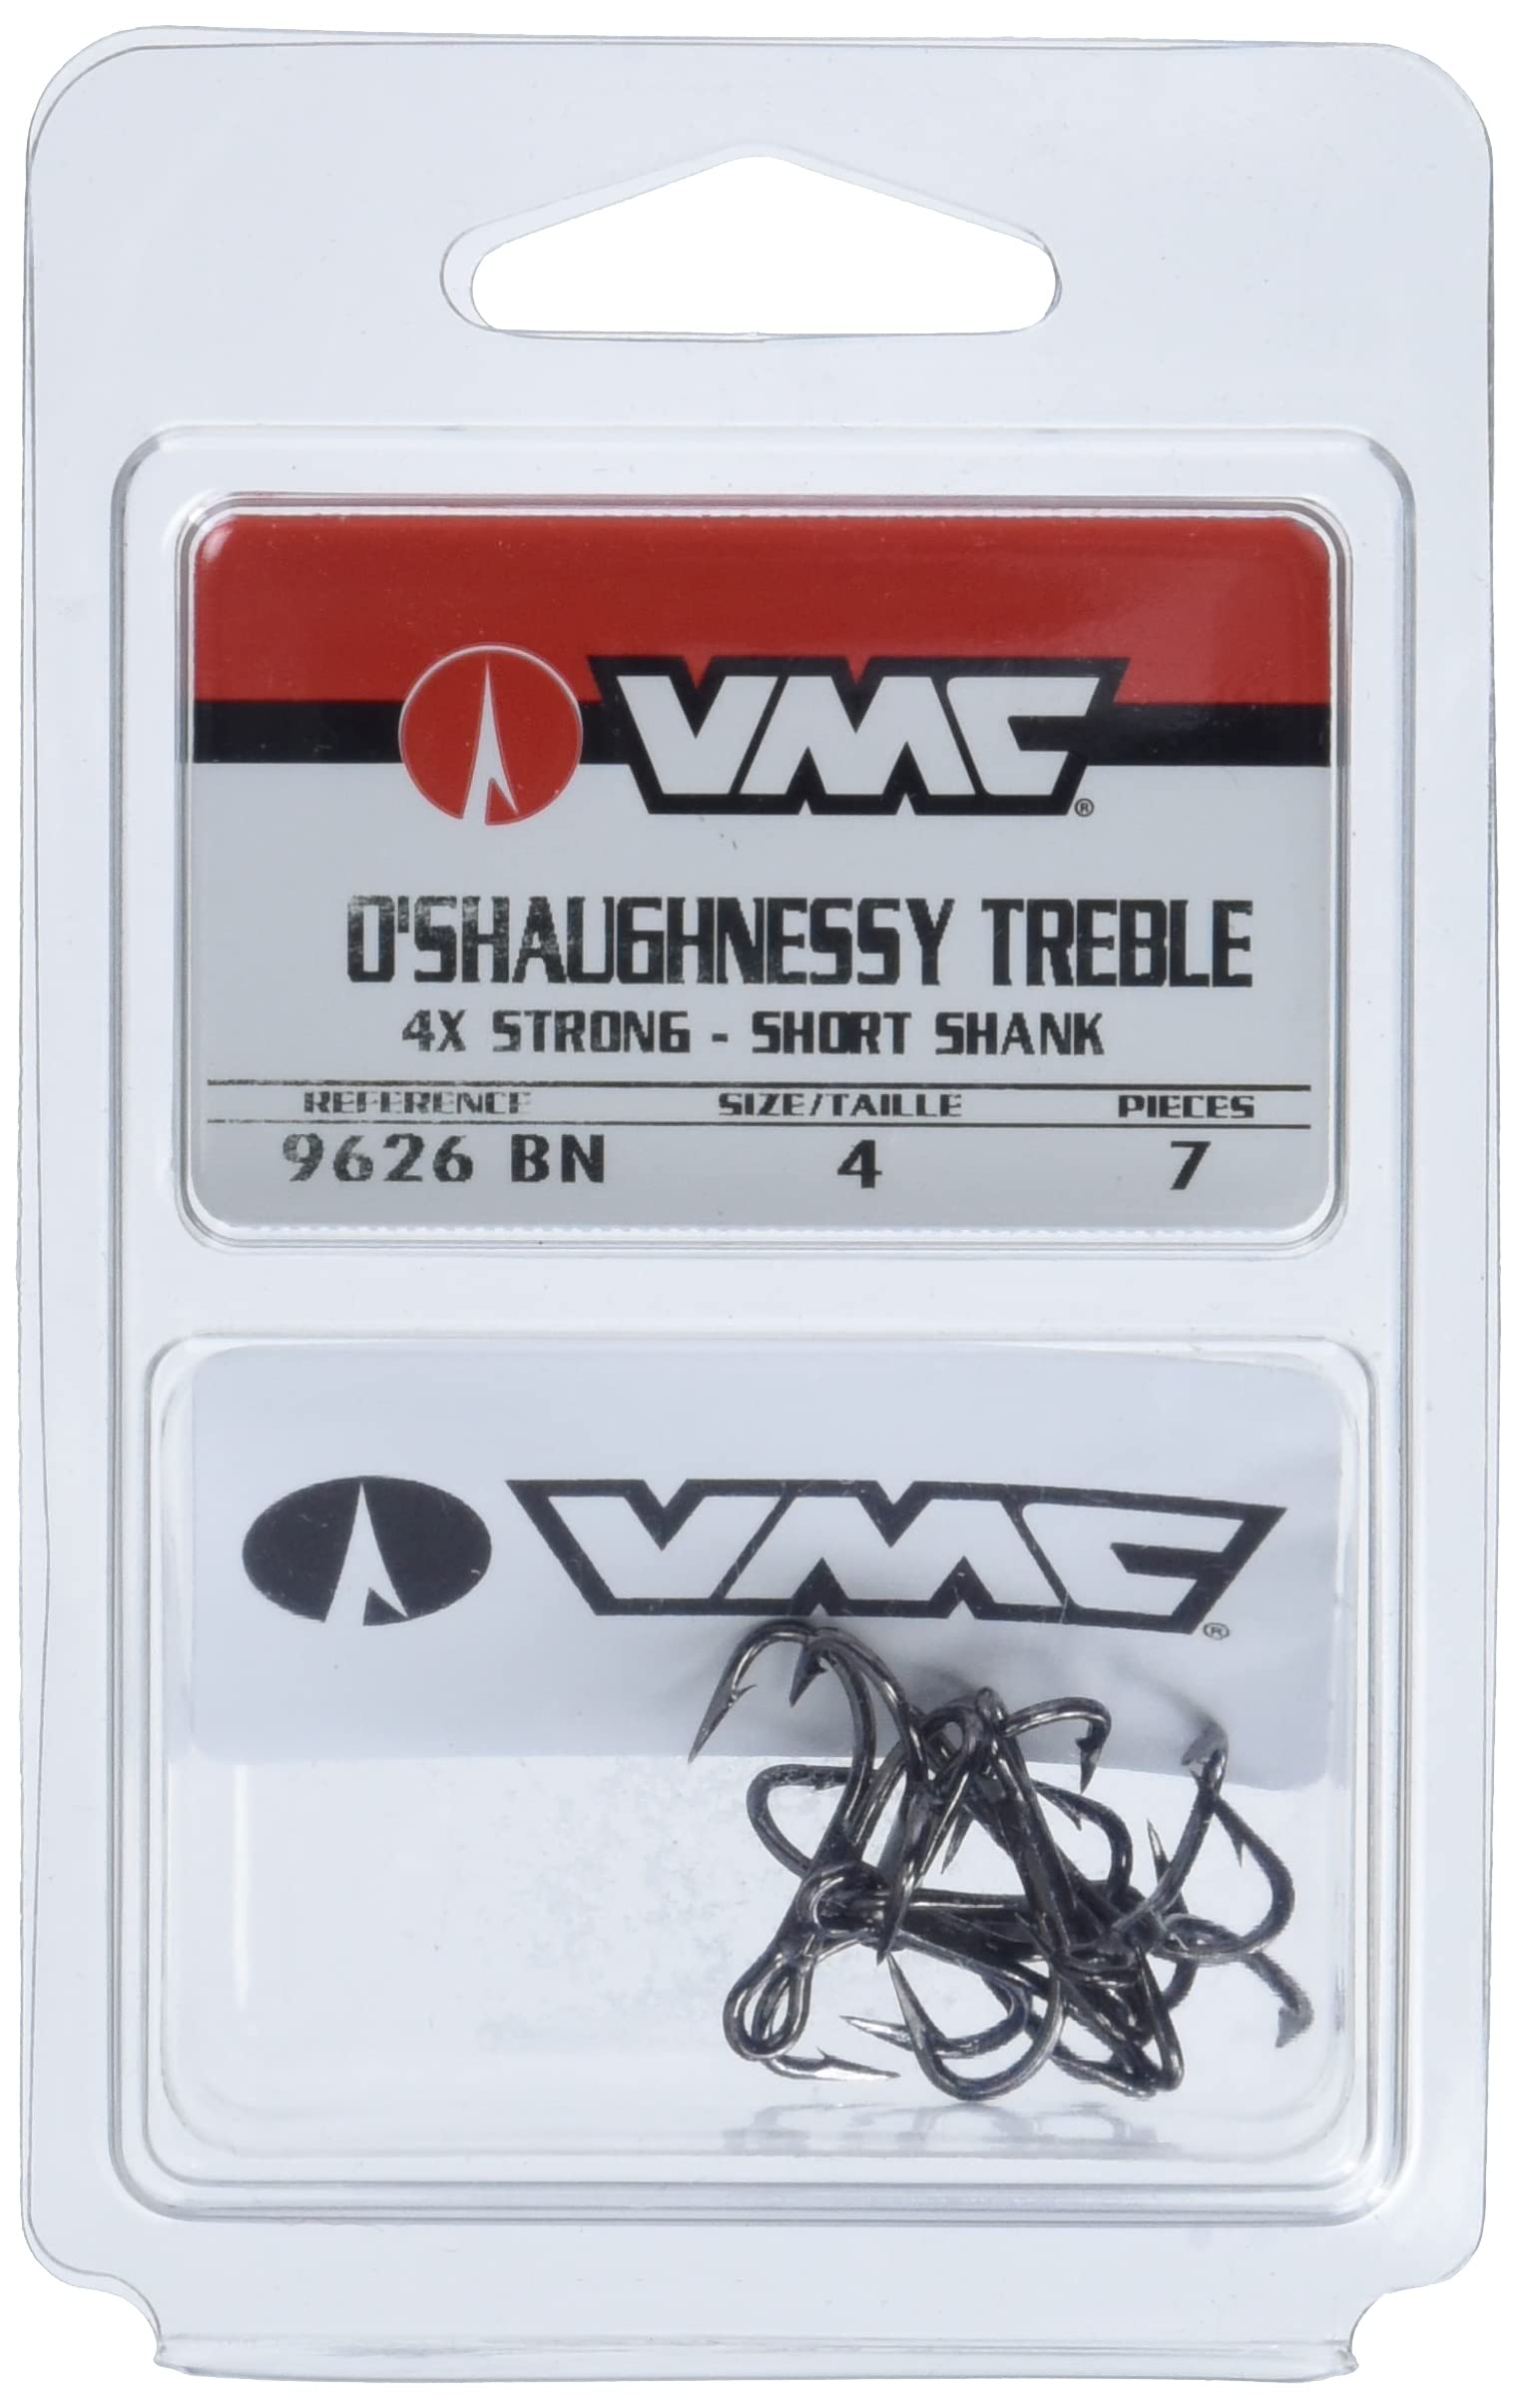 VMC®
O'SHAUGHNESSY TREBLE
4X STRONG - SHORT SHANK
REFERENCE SIZE/TAILLE PIECES
9626 BN 4 7
VMC®